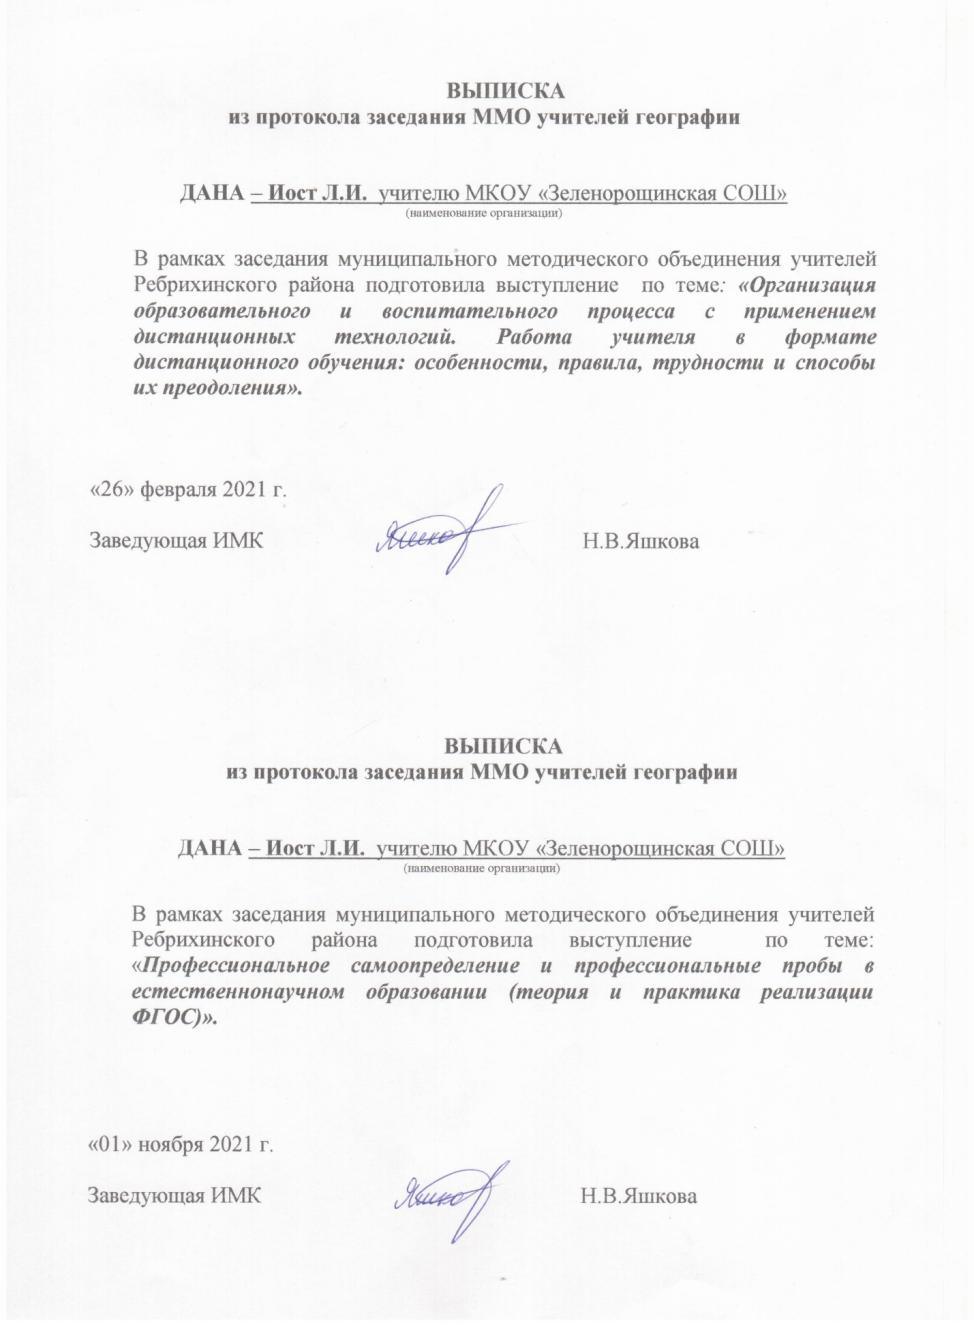 ВЫПИСКА
из протокола заседания ММО учителей географии
ДАНА – Иост Л.И. учителю МКОУ «Зеленорощинская СОШ»
(наименование организации)
В рамках заседания муниципального методического объединения учителей
Ребрихинского района подготовила выступление по теме: «Организация
образовательного и воспитательного процесса с применением
дистанционных технологий. Работа учителя в формате
дистанционного обучения: особенности, правила, трудности и способы
их преодоления».
«26» февраля 2021 г.
Заведующая ИМК Яшкова Н.В.Яшкова
ВЫПИСКА
из протокола заседания ММО учителей географии
ДАНА – Иост Л.И. учителю МКОУ «Зеленорощинская СОШ»
(наименование организации)
В рамках заседания муниципального методического объединения учителей
Ребрихинского района подготовила выступление по теме:
«Профессиональное самоопределение и профессиональные пробы в
естественнонаучном образовании (теория и практика реализации
ФГОС)».
«01» ноября 2021 г.
Заведующая ИМК Яшкова Н.В.Яшкова